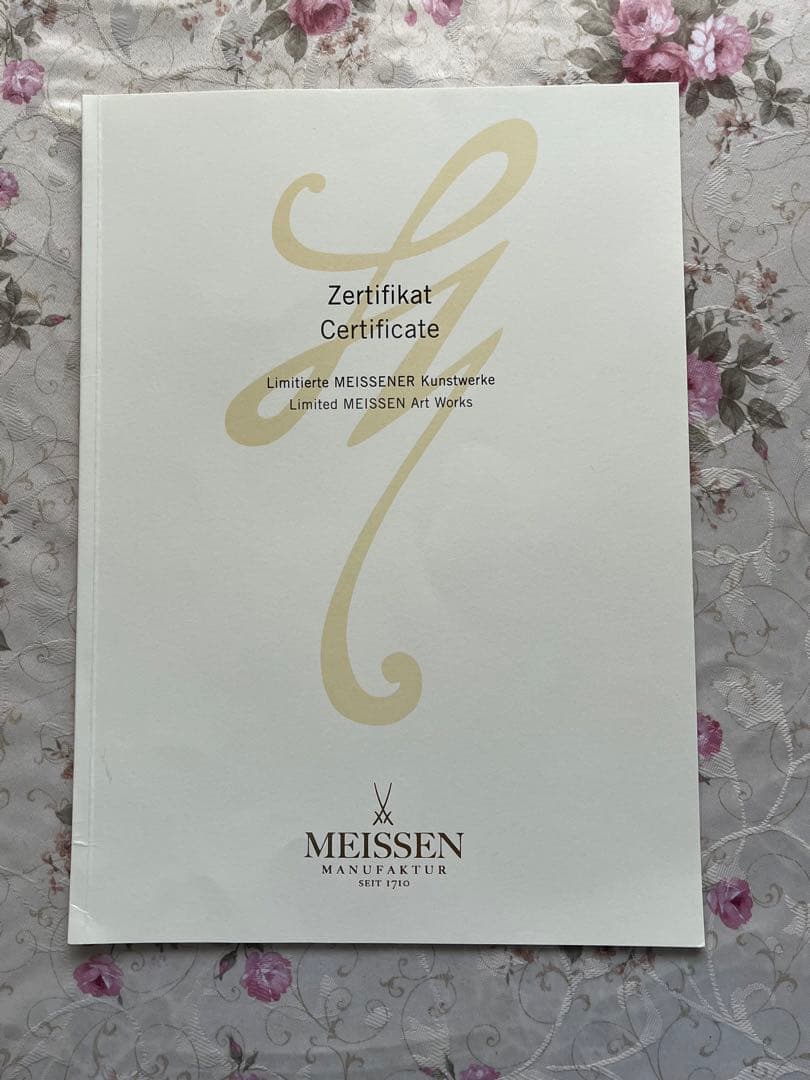 Zertifikat
Certificate
Limitierte MEISSENER Kunstwerke
Limited MEISSEN Art Works
MEISSEN
MANUFAKTUR
SEIT 1710